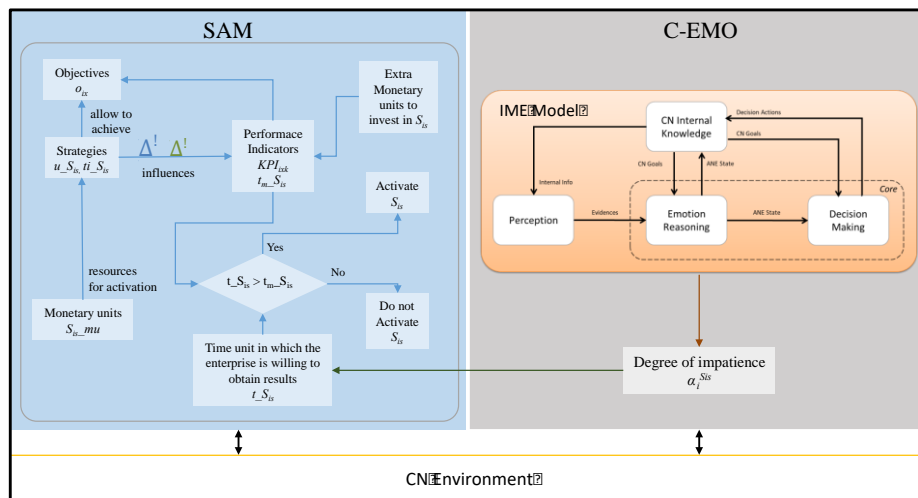 SAM
Objectives
o_ix
allow to
achieve
Strategies
u_S_is, ti_S_is
Δ! Δ!
influences
resources
for activation
Monetary units
S_is_mu
Extra
Monetary
units to
invest in S_is
Performace
Indicators
KPI_ixk
t_m_S_is
Activate
S_is
Yes
t_S_is > t_m_S_is
No
Do not
Activate
S_is
Time unit in which the
enterprise is willing to
obtain results
t_S_is
C-EMO
IME Model
Decision Actions
CN Internal
Knowledge
CN Goals
CN Goals
ANE State
Internal Info
Core
Perception
Evidences
Emotion
Reasoning
ANE State
Decision
Making
Degree of impatience
α_i^Sis
CN Environment